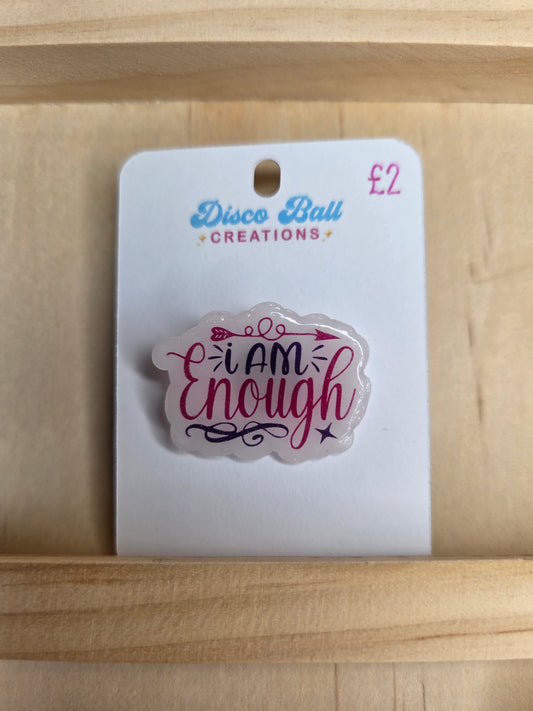 £2
Disco Ball
CREATIONS
i AM
Enough